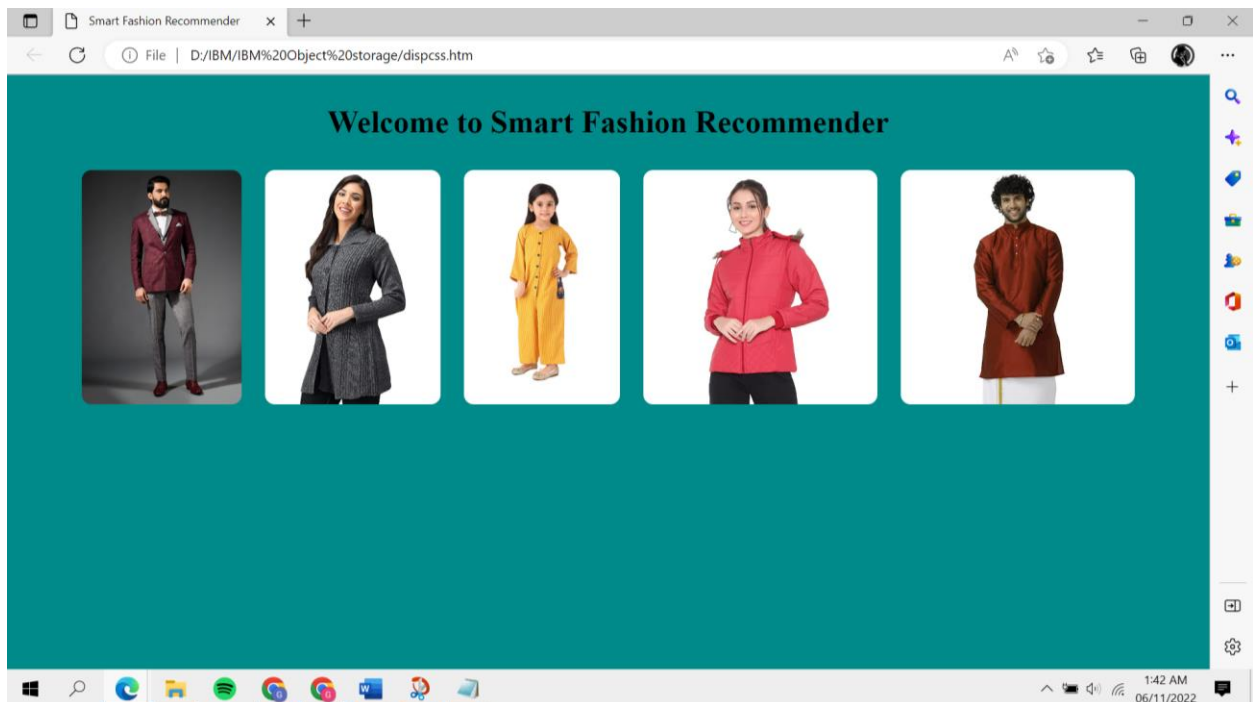 Smart Fashion Recommender
File | D:/IBM/IBM%20Object%20storage/dispcss.htm
Welcome to Smart Fashion Recommender
1:42 AM
06/11/2022